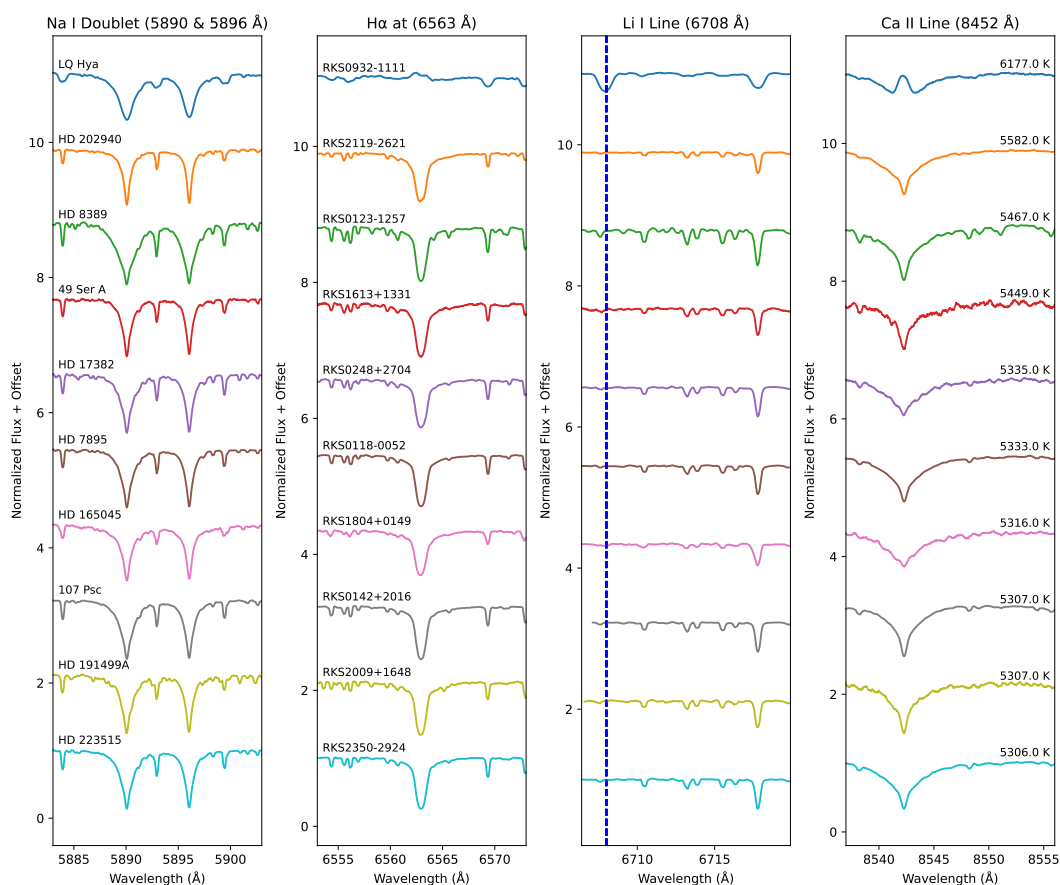 Na I Doublet (5890 & 5896 Å)
LQ Hya
HD 202940
HD 8389
49 Ser A
HD 17382
HD 7895
HD 165045
107 Psc
HD 191499A
HD 223515
10
8
6
4
2
0
5885
5890
5895
5900
Normalized Flux + Offset
Wavelength (Å)
Hα at (6563 Å)
RKS0932-1111
RKS2119-2621
RKS0123-1257
RKS1613+1331
RKS0248+2704
RKS0118-0052
RKS1804+0149
RKS0142+2016
RKS2009+1648
RKS2350-2924
10
8
6
4
2
0
6555
6560
6565
6570
Normalized Flux + Offset
Wavelength (Å)
Li I Line (6708 Å)
10
8
6
4
2
6710
6715
Normalized Flux + Offset
Wavelength (Å)
Ca II Line (8452 Å)
6177.0 K
5582.0 K
5467.0 K
5449.0 K
5335.0 K
5333.0 K
5316.0 K
5307.0 K
5307.0 K
5306.0 K
10
8
6
4
2
0
8540
8545
8550
8555
Normalized Flux + Offset
Wavelength (Å)